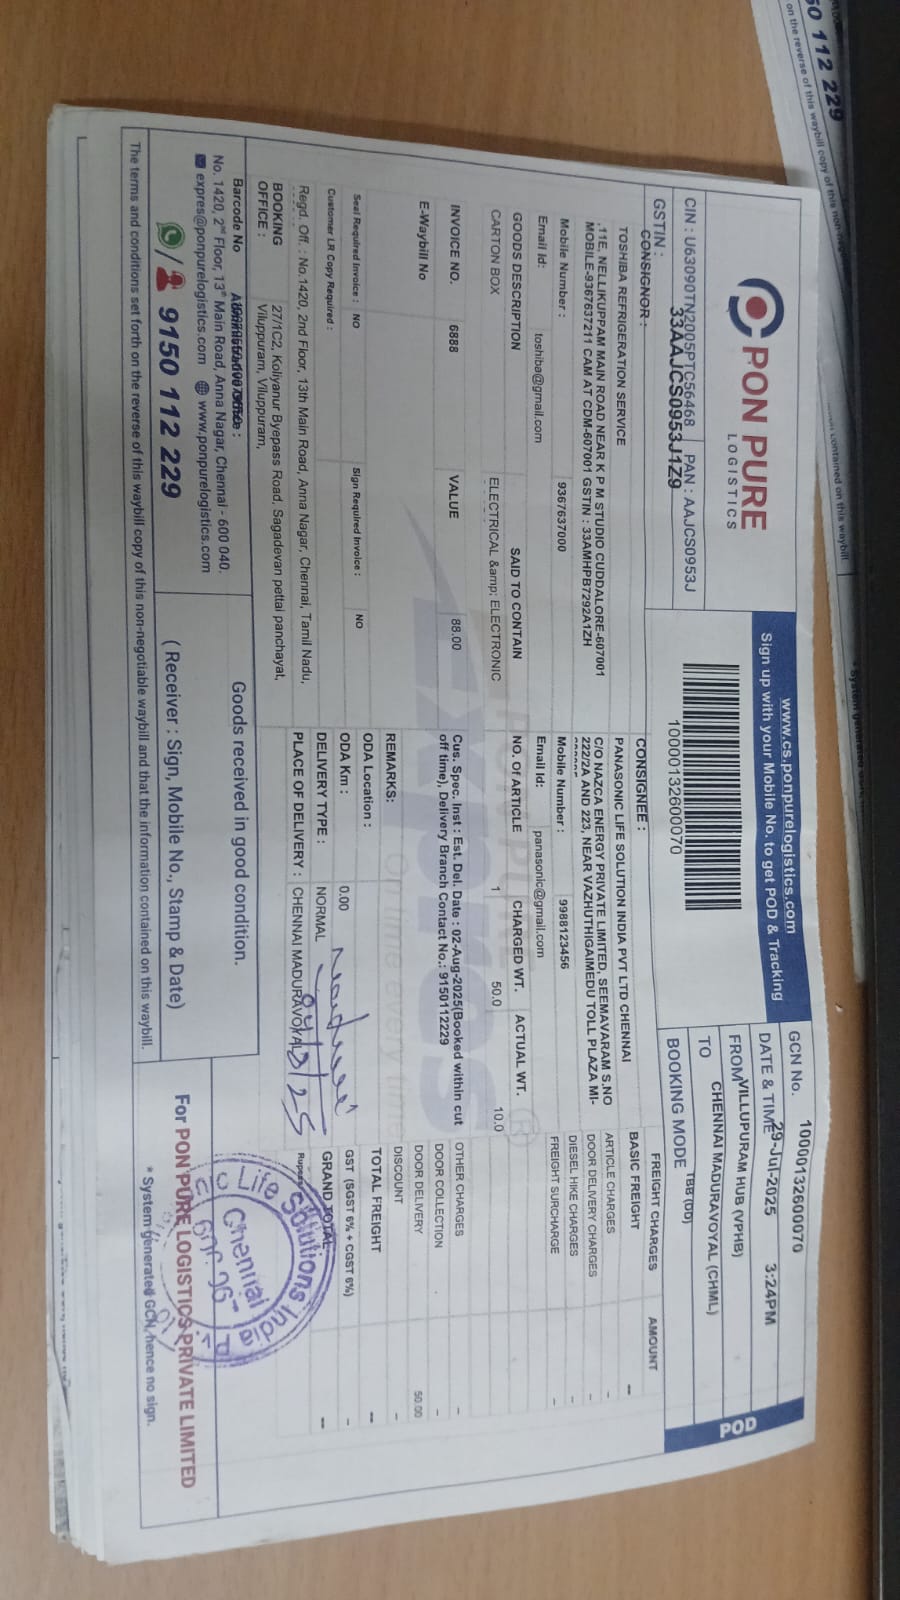 PON PURE
LOGISTICS
CIN : U63090TN2005PTC56468 PAN : AAJCS0953J
GSTIN : 33AAJCS0953J1Z9
www.cs.ponpurelogistics.com
Sign up with your Mobile No. to get POD & Tracking
1000013260070
GCN No. 1000013260070
DATE & TIME 29-Jul-2025 3:24PM
FROM VILLUPURAM HUB (VPHB)
TO CHENNAI MADURAVOYAL (CHML)
BOOKING MODE TBB (DD)
POD
CONSIGNOR :
TOSHIBA REFRIGERATION SERVICE
,11E, NELLIKUPPAM MAIN ROAD NEAR K P M STUDIO CUDDALORE-607001
MOBILE-9367637211 CAM AT CDM-607001 GSTIN : 33AMHPB7292A1ZH
Mobile Number : 9367637000
Email Id: toshiba@gmail.com
CONSIGNEE :
PANASONIC LIFE SOLUTION INDIA PVT LTD CHENNAI
C/O NAZCA ENERGY PRIVATE LIMITED, SEEMAVARAM S.NO
222/2A AND 223, NEAR VAZHUTHIGAIMEDU TOLL PLAZA MI-
Mobile Number : 9988123456
Email Id: panasonic@gmail.com
GOODS DESCRIPTION SAID TO CONTAIN NO. Of ARTICLE CHARGED WT. ACTUAL WT.
CARTON BOX ELECTRICAL &amp; ELECTRONIC 1 50.0 10.0
INVOICE NO. 6888 VALUE 88.00
E-Waybill No
Cus. Spec. Inst : Est. Del. Date : 02-Aug-2025(Booked within cut
off time), Delivery Branch Contact No.: 9150112229
REMARKS:
Seal Required Invoice : NO Sign Required Invoice : NO
Customer LR Copy Required :
ODA Location :
ODA Km : 0.00
DELIVERY TYPE : NORMAL
PLACE OF DELIVERY : CHENNAI MADURAVOYAL
FREIGHT CHARGES AMOUNT
BASIC FREIGHT --
ARTICLE CHARGES -
DOOR DELIVERY CHARGES -
DIESEL HIKE CHARGES -
FREIGHT SURCHARGE -
OTHER CHARGES -
DOOR COLLECTION -
DOOR DELIVERY 50.00
DISCOUNT -
TOTAL FREIGHT --
GST (SGST 6% + CGST 6%) -
GRAND TOTAL: --
Regd. Off. : No.1420, 2nd Floor, 13th Main Road, Anna Nagar, Chennai, Tamil Nadu,
BOOKING OFFICE : 27/1C2, Koliyanur Byepass Road, Sagadevan pettai panchayat,
Viluppuram, Viluppuram,
Barcode No
Administrative Office :
No. 1420, 2nd Floor, 13th Main Road, Anna Nagar, Chennai - 600 040.
expres@ponpurelogistics.com www.ponpurelogistics.com
9150 112 229
Goods received in good condition.
( Receiver : Sign, Mobile No., Stamp & Date)
Life Solutions India
Chennai
For PON PURE LOGISTICS PRIVATE LIMITED
* System generated GCN, hence no sign.
The terms and conditions set forth on the reverse of this waybill copy of this non-negotiable waybill and that the information contained on this waybill.
50 112 229
on the reverse of this waybill copy of this
contained on this waybill